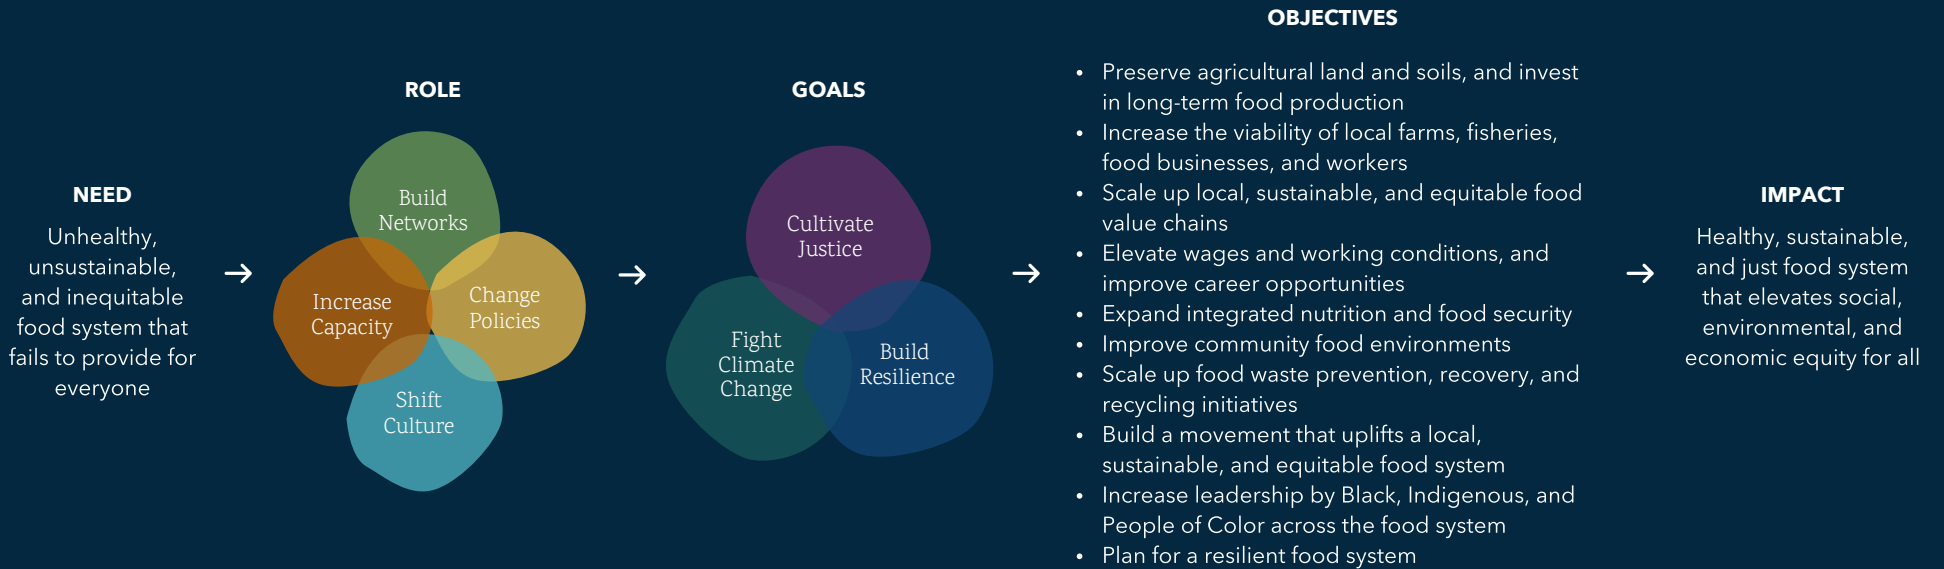 NEED
Unhealthy,
unsustainable,
and inequitable
food system that
fails to provide for
everyone
ROLE
Build
Networks
Increase
Capacity
Change
Policies
Shift
Culture
GOALS
Cultivate
Justice
Fight
Climate
Change
Build
Resilience
OBJECTIVES
• Preserve agricultural land and soils, and invest
in long-term food production
• Increase the viability of local farms, fisheries,
food businesses, and workers
• Scale up local, sustainable, and equitable food
value chains
• Elevate wages and working conditions, and
improve career opportunities
• Expand integrated nutrition and food security
• Improve community food environments
• Scale up food waste prevention, recovery, and
recycling initiatives
• Build a movement that uplifts a local,
sustainable, and equitable food system
• Increase leadership by Black, Indigenous, and
People of Color across the food system
• Plan for a resilient food system
IMPACT
Healthy, sustainable,
and just food system
that elevates social,
environmental, and
economic equity for all